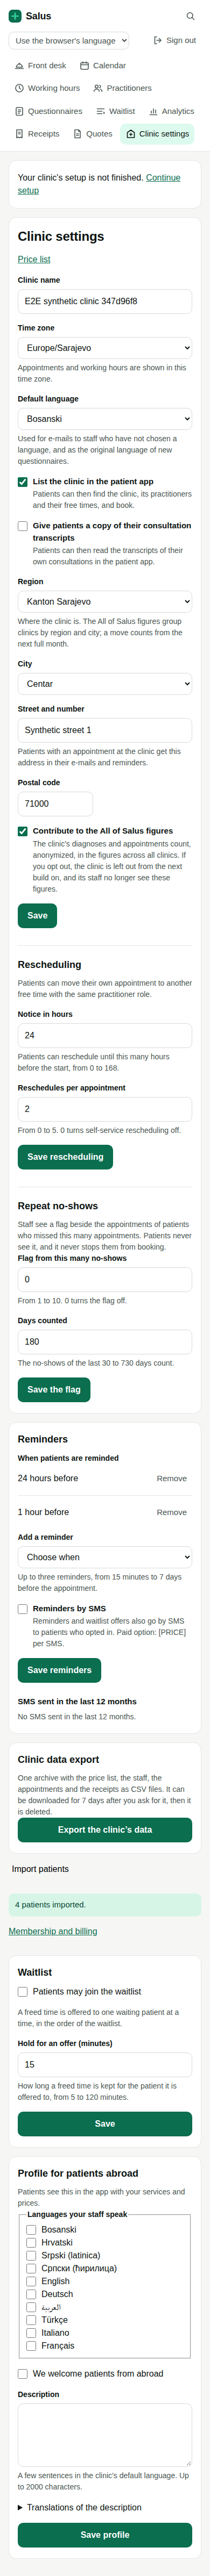 Salus
Use the browser's language
Sign out
Front desk
Calendar
Working hours
Practitioners
Questionnaires
Waitlist
Analytics
Receipts
Quotes
Clinic settings
Your clinic's setup is not finished. Continue
setup
Clinic settings
Price list
Clinic name
E2E synthetic clinic 347d96f8
Time zone
Europe/Sarajevo
Appointments and working hours are shown in this
time zone.
Default language
Bosanski
Used for e-mails to staff who have not chosen a
language, and as the original language of new
questionnaires.
List the clinic in the patient app
Patients can then find the clinic, its practitioners
and their free times, and book.
Give patients a copy of their consultation
transcripts
Patients can then read the transcripts of their
own consultations in the patient app.
Region
Kanton Sarajevo
Where the clinic is. The All of Salus figures group
clinics by region and city; a move counts from the
next full month.
City
Centar
Street and number
Synthetic street 1
Patients with an appointment at the clinic get this
address in their e-mails and reminders.
Postal code
71000
Contribute to the All of Salus figures
The clinic's diagnoses and appointments count,
anonymized, in the figures across all clinics. If
you opt out, the clinic is left out from the next
build on, and its staff no longer see these
figures.
Save
Rescheduling
Patients can move their own appointment to another
free time with the same practitioner role.
Notice in hours
24
Patients can reschedule until this many hours
before the start, from 0 to 168.
Reschedules per appointment
2
From 0 to 5. 0 turns self-service rescheduling off.
Save rescheduling
Repeat no-shows
Staff see a flag beside the appointments of patients
who missed this many appointments. Patients never
see it, and it never stops them from booking.
Flag from this many no-shows
0
From 1 to 10. 0 turns the flag off.
Days counted
180
The no-shows of the last 30 to 730 days count.
Save the flag
Reminders
When patients are reminded
24 hours before
Remove
1 hour before
Remove
Add a reminder
Choose when
Up to three reminders, from 15 minutes to 7 days
before the appointment.
Reminders by SMS
Reminders and waitlist offers also go by SMS
to patients who opted in. Paid option: [PRICE]
per SMS.
Save reminders
SMS sent in the last 12 months
No SMS sent in the last 12 months.
Clinic data export
One archive with the price list, the staff, the
appointments and the receipts as CSV files. It can
be downloaded for 7 days after you ask for it, then it
is deleted.
Export the clinic's data
Import patients
4 patients imported.
Membership and billing
Waitlist
Patients may join the waitlist
A freed time is offered to one waiting patient at a
time, in the order of the waitlist.
Hold for an offer (minutes)
15
How long a freed time is kept for the patient it is
offered to, from 5 to 120 minutes.
Save
Profile for patients abroad
Patients see this in the app with your services and
prices.
Languages your staff speak
Bosanski
Hrvatski
Srpski (latinica)
Српски (ћирилица)
English
Deutsch
العربية
Türkçe
Italiano
Français
We welcome patients from abroad
Description
A few sentences in the clinic's default language. Up
to 2000 characters.
Translations of the description
Save profile